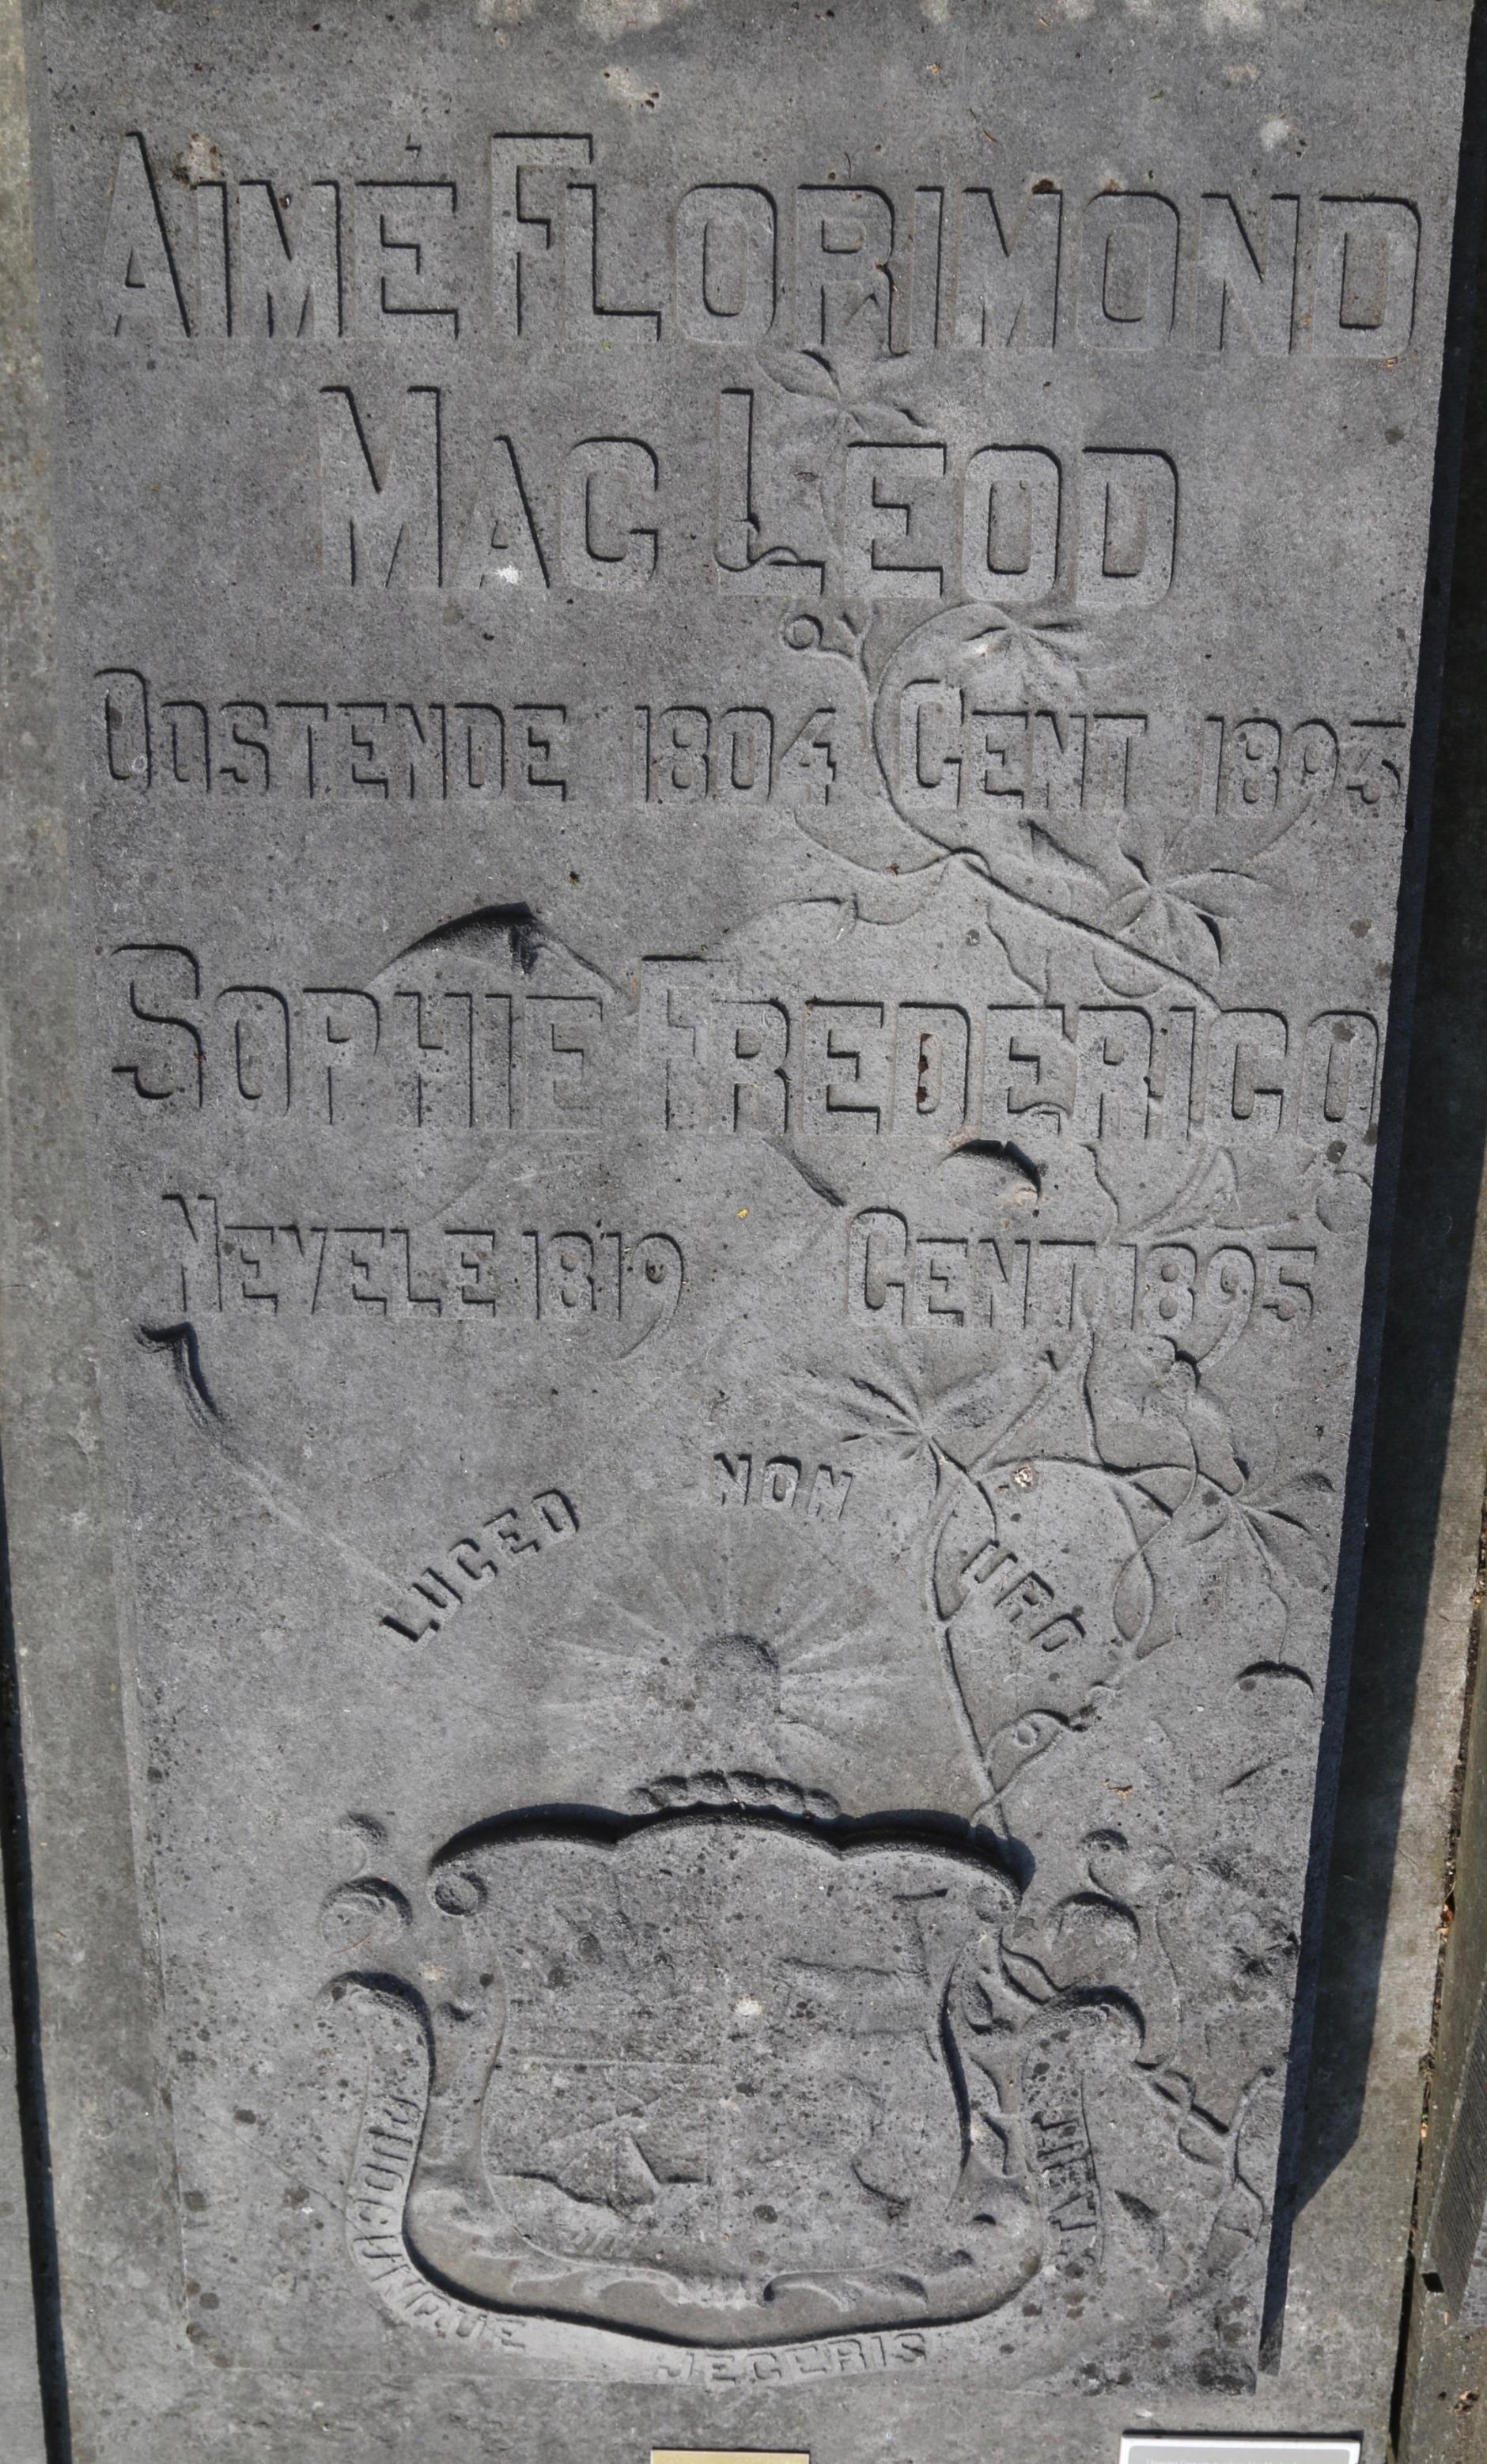 AIMÉ FLORIMOND
MAC LEOD
OOSTENDE 1804 GENT 1893
SOPHIE FREDERICQ
NEVELE 1819 GENT 1895
LUCEO NON URO
QUOCUNQUE JECERIS